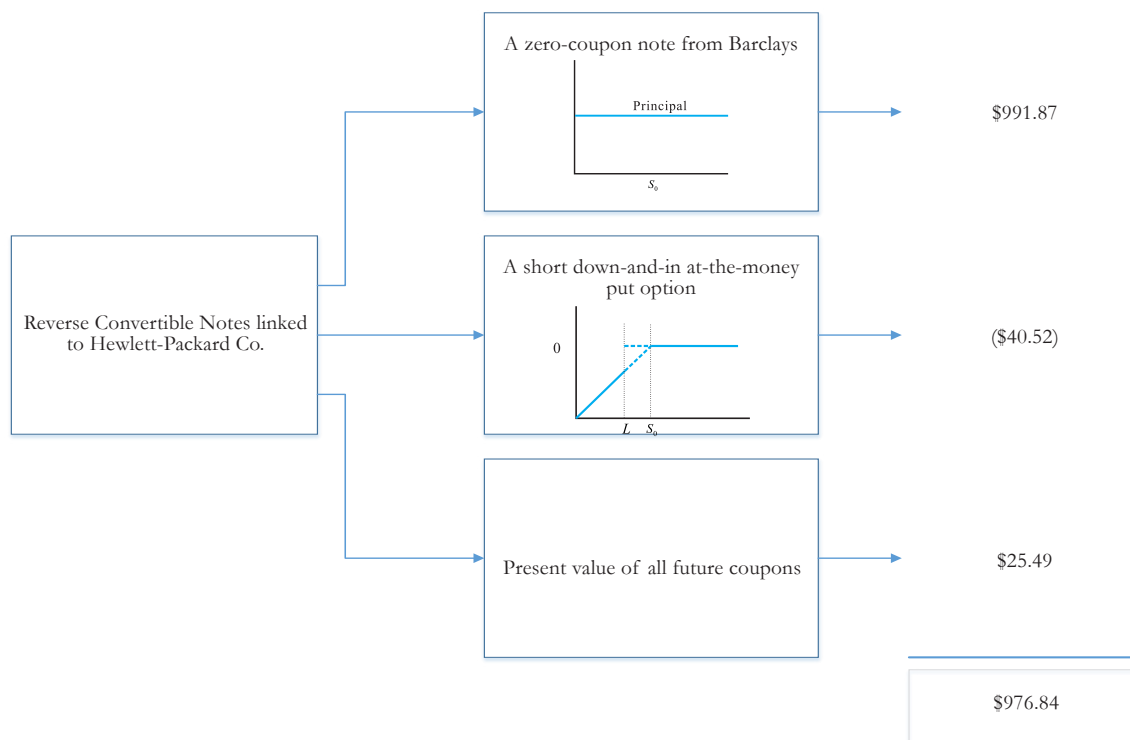 A zero-coupon note from Barclays
Principal
S₀
$991.87
Reverse Convertible Notes linked
to Hewlett-Packard Co.
A short down-and-in at-the-money
put option
0
L S₀
($40.52)
Present value of all future coupons
$25.49
$976.84